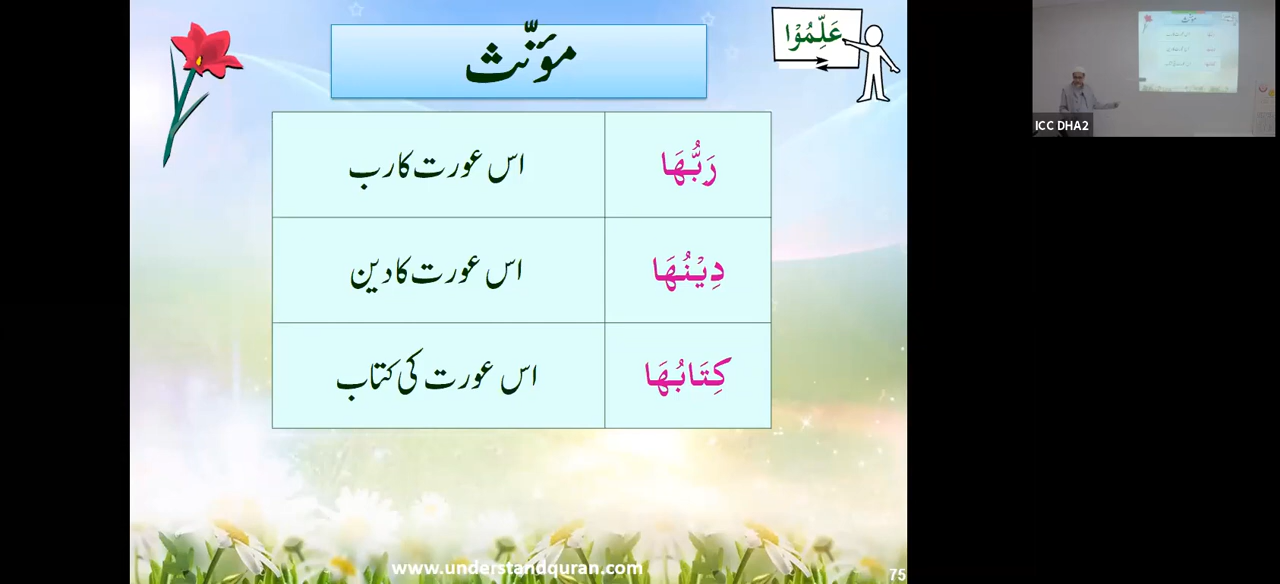 مؤنّث
عَلِّمُوْا
رَبُّهَا اس عورت کا رب
دِيْنُهَا اس عورت کا دین
كِتَابُهَا اس عورت کی کتاب
www.understandquran.com
75
ICC DHA2